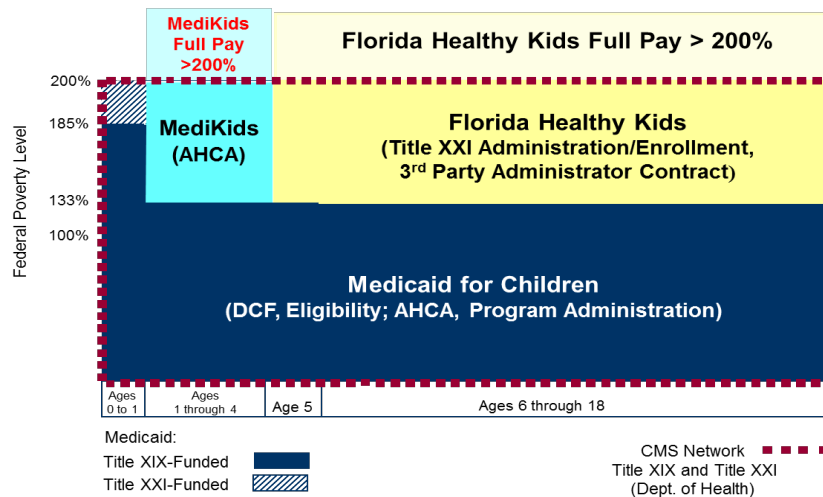 MediKids
Full Pay
>200%
Florida Healthy Kids Full Pay > 200%
200%
185%
133%
100%
Federal Poverty Level
MediKids
(AHCA)
Florida Healthy Kids
(Title XXI Administration/Enrollment,
3rd Party Administrator Contract)
Medicaid for Children
(DCF, Eligibility; AHCA, Program Administration)
Ages
0 to 1
Ages
1 through 4
Age 5
Ages 6 through 18
Medicaid:
Title XIX-Funded
Title XXI-Funded
CMS Network
Title XIX and Title XXI
(Dept. of Health)